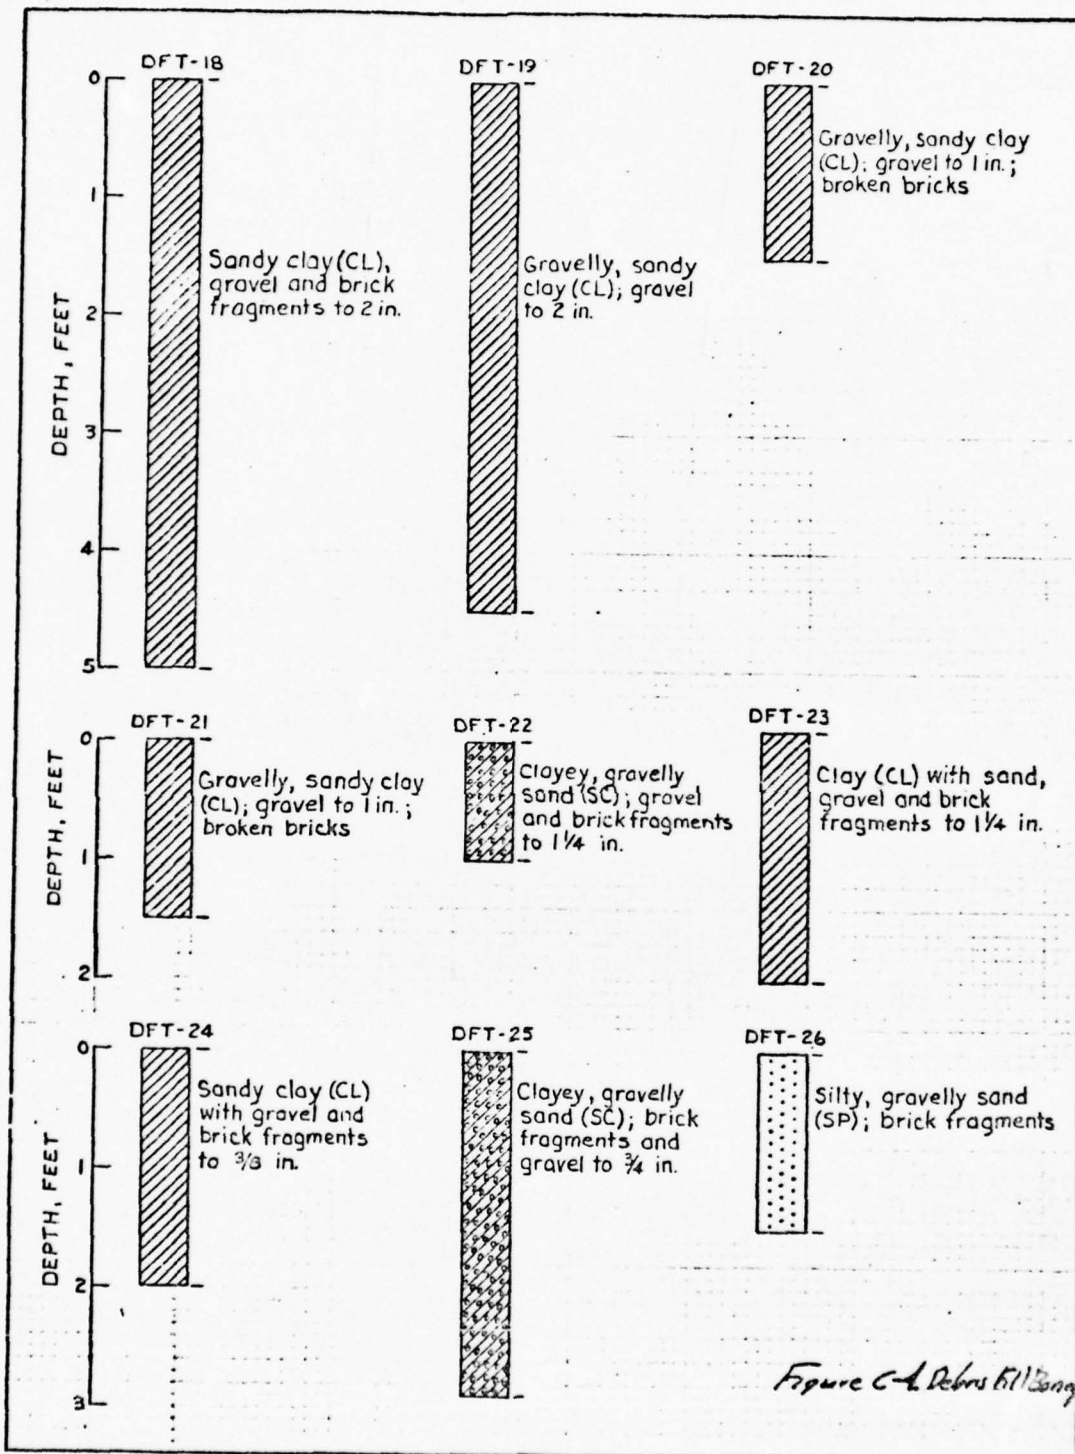 DFT-18
DFT-19
DFT-20
0
1
2
3
4
5
DEPTH, FEET
Sandy clay (CL),
gravel and brick
fragments to 2 in.
Gravelly, sandy
clay (CL); gravel
to 2 in.
Gravelly, sandy clay
(CL); gravel to 1 in.;
broken bricks
DFT-21
DFT-22
DFT-23
0
1
2
DEPTH, FEET
Gravelly, sandy clay
(CL); gravel to 1 in.;
broken bricks
Clayey, gravelly
sand (SC); gravel
and brick fragments
to 1 1/4 in.
Clay (CL) with sand,
gravel and brick
fragments to 1 1/4 in.
DFT-24
DFT-25
DFT-26
0
1
2
3
DEPTH, FEET
Sandy clay (CL)
with gravel and
brick fragments
to in.
Clayey, gravelly
sand (SC); brick
fragments and
gravel to 3/4 in.
Silty, gravelly sand
(SP); brick fragments
Figure Debris Fill